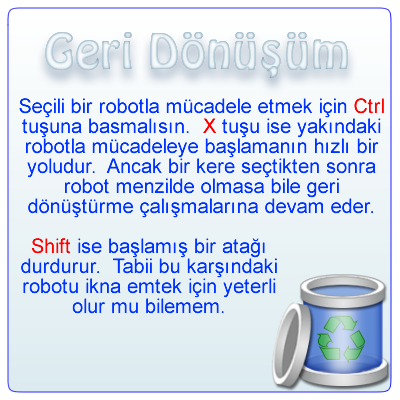 Geri Dönüşüm
Seçili bir robotla mücadele etmek için Ctrl
tuşuna basmalısın. X tuşu ise yakındaki
robotla mücadeleye başlamanın hızlı bir
yoludur. Ancak bir kere seçtikten sonra
robot menzilde olmasa bile geri
dönüştürme çalışmalarına devam eder.
Shift ise başlamış bir atağı
durdurur. Tabii bu karşındaki
robotu ikna emtek için yeterli
olur mu bilemem.